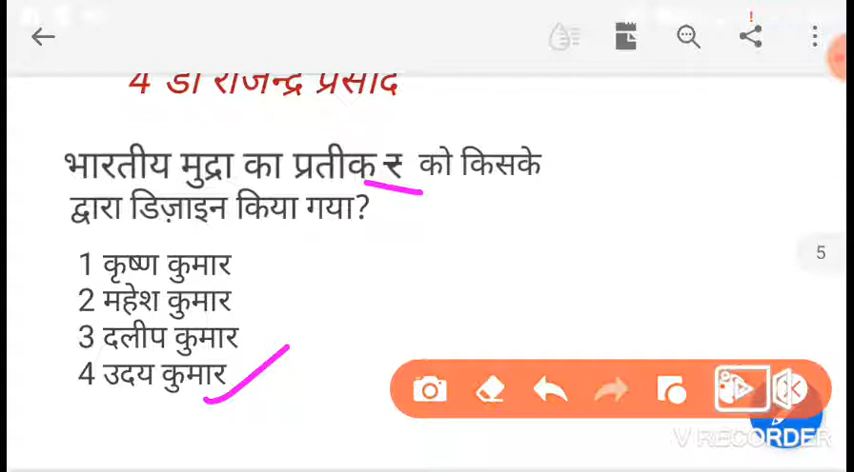 4 डा राजेन्द्र प्रसाद
भारतीय मुद्रा का प्रतीक ₹ को किसके
द्वारा डिज़ाइन किया गया?
1 कृष्ण कुमार
2 महेश कुमार
3 दलीप कुमार
4 उदय कुमार
5
V RECORDER